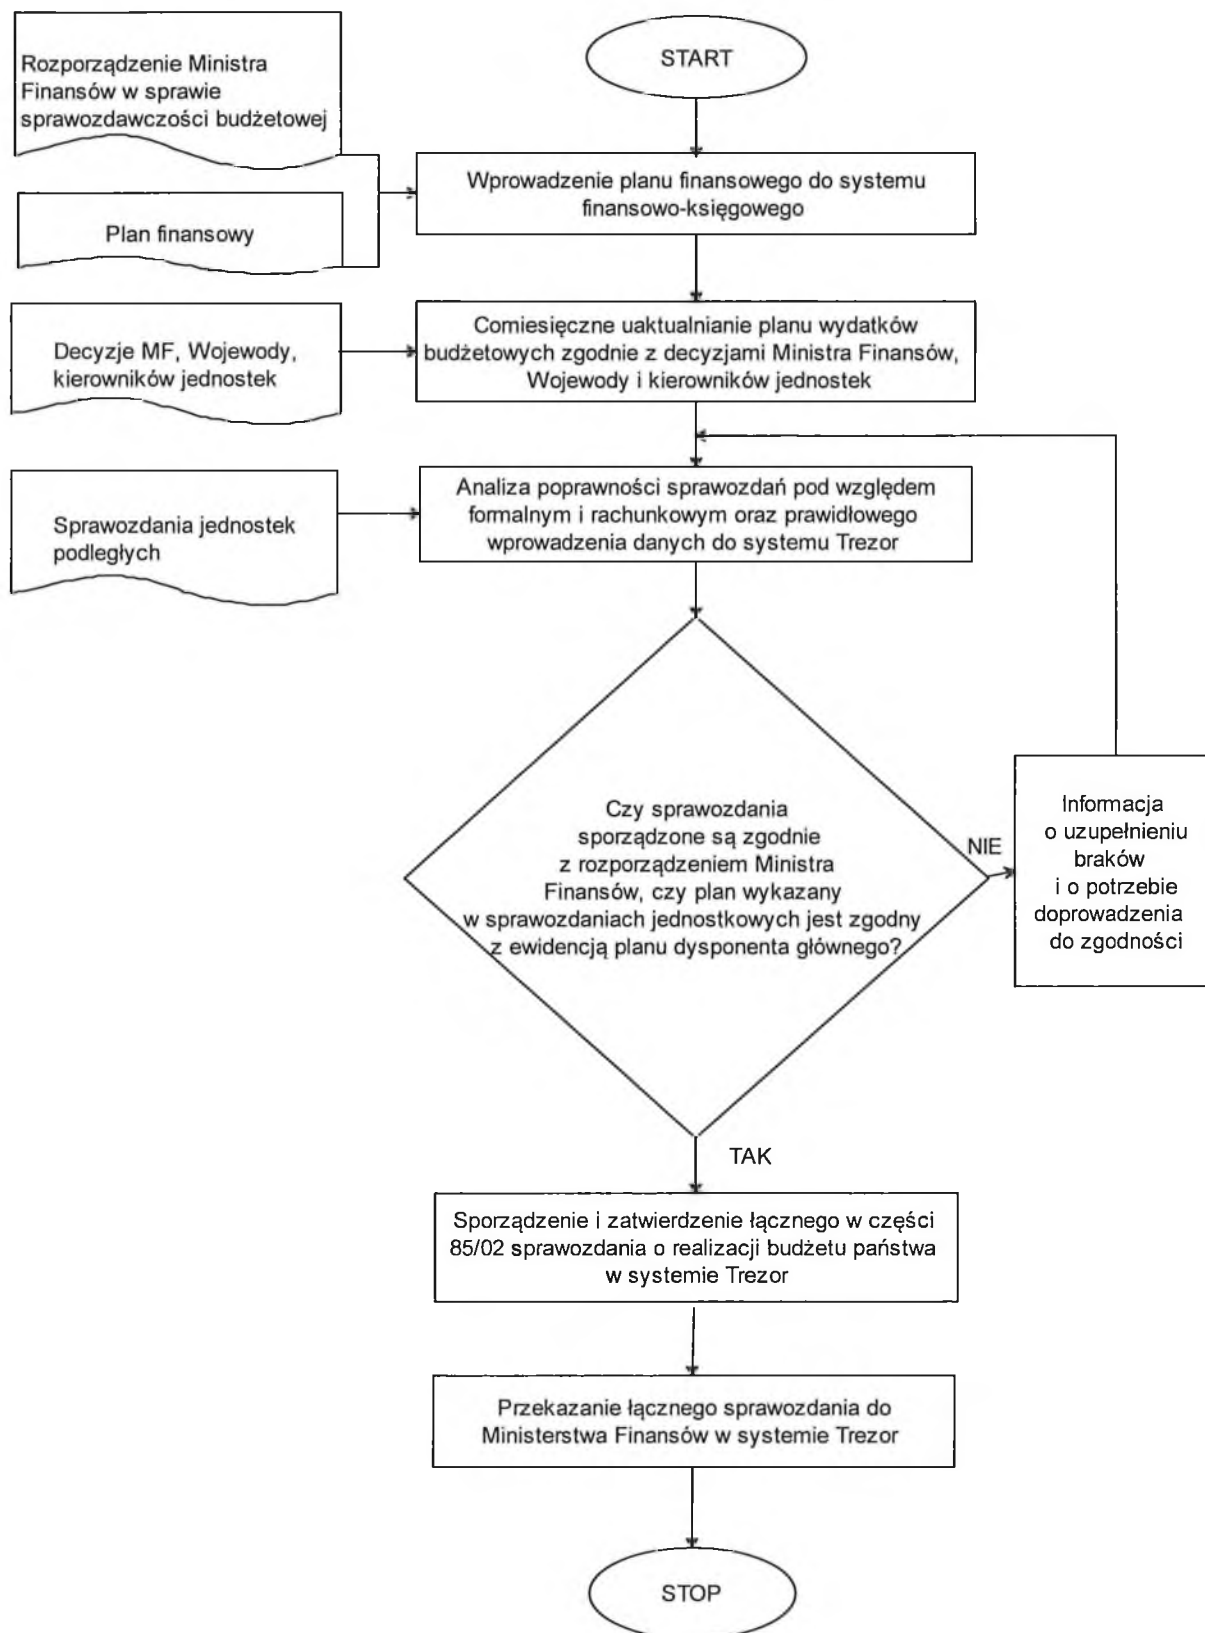 START
Rozporządzenie Ministra
Finansów w sprawie
sprawozdawczości budżetowej
Plan finansowy
Wprowadzenie planu finansowego do systemu
finansowo-księgowego
Decyzje MF, Wojewody,
kierowników jednostek
Comiesięczne uaktualnianie planu wydatków
budżetowych zgodnie z decyzjami Ministra Finansów,
Wojewody i kierowników jednostek
Sprawozdania jednostek
podległych
Analiza poprawności sprawozdań pod względem
formalnym i rachunkowym oraz prawidłowego
wprowadzenia danych do systemu Trezor
Czy sprawozdania
sporządzone są zgodnie
z rozporządzeniem Ministra
Finansów, czy plan wykazany
w sprawozdaniach jednostkowych jest zgodny
z ewidencją planu dysponenta głównego?
NIE
Informacja
o uzupełnieniu
braków
i o potrzebie
doprowadzenia
do zgodności
TAK
Sporządzenie i zatwierdzenie łącznego w części
85/02 sprawozdania o realizacji budżetu państwa
w systemie Trezor
Przekazanie łącznego sprawozdania do
Ministerstwa Finansów w systemie Trezor
STOP